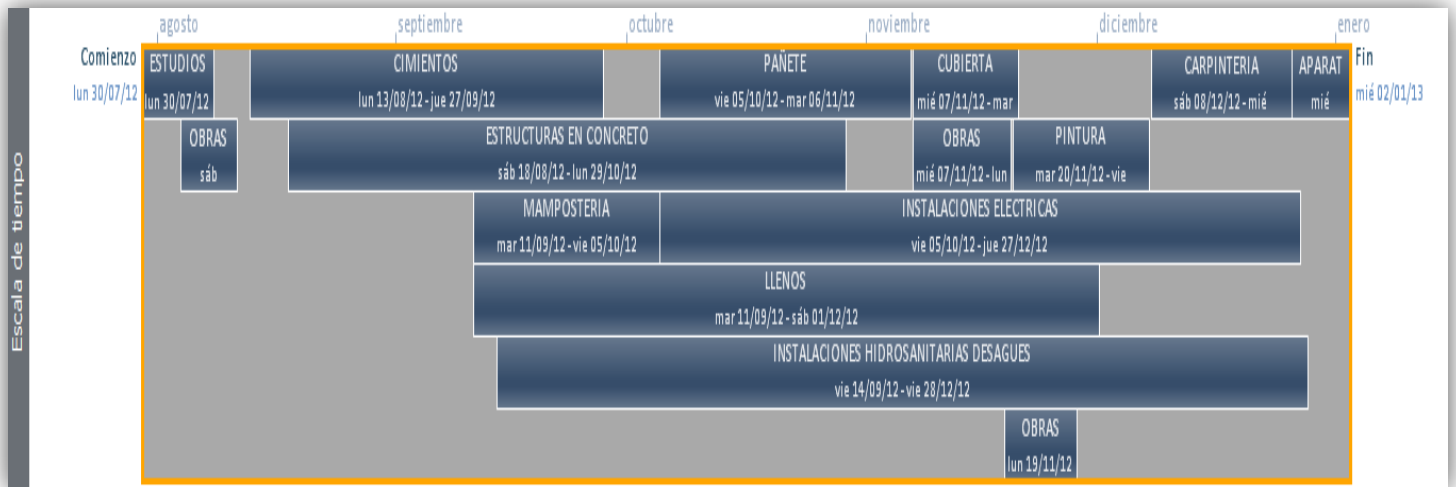 agosto septiembre octubre noviembre diciembre enero
Comienzo
lun 30/07/12
Escala de tiempo
ESTUDIOS
lun 30/07/12
CIMIENTOS
lun 13/08/12 - jue 27/09/12
PAÑETE
vie 05/10/12 - mar 06/11/12
CUBIERTA
mié 07/11/12 - mar
CARPINTERIA
sáb 08/12/12 - mié
APARAT
mié
Fin
mié 02/01/13
OBRAS
sáb
ESTRUCTURAS EN CONCRETO
sáb 18/08/12 - lun 29/10/12
OBRAS
mié 07/11/12 - lun
PINTURA
mar 20/11/12 - vie
MAMPOSTERIA
mar 11/09/12 - vie 05/10/12
INSTALACIONES ELECTRICAS
vie 05/10/12 - jue 27/12/12
LLENOS
mar 11/09/12 - sáb 01/12/12
INSTALACIONES HIDROSANITARIAS DESAGUES
vie 14/09/12 - vie 28/12/12
OBRAS
lun 19/11/12